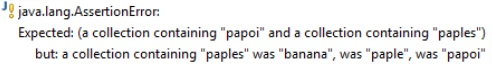 java.lang.AssertionError:
Expected: (a collection containing "papoi" and a collection containing "paples")
but: a collection containing "paples" was "banana", was "paple", was "papoi"